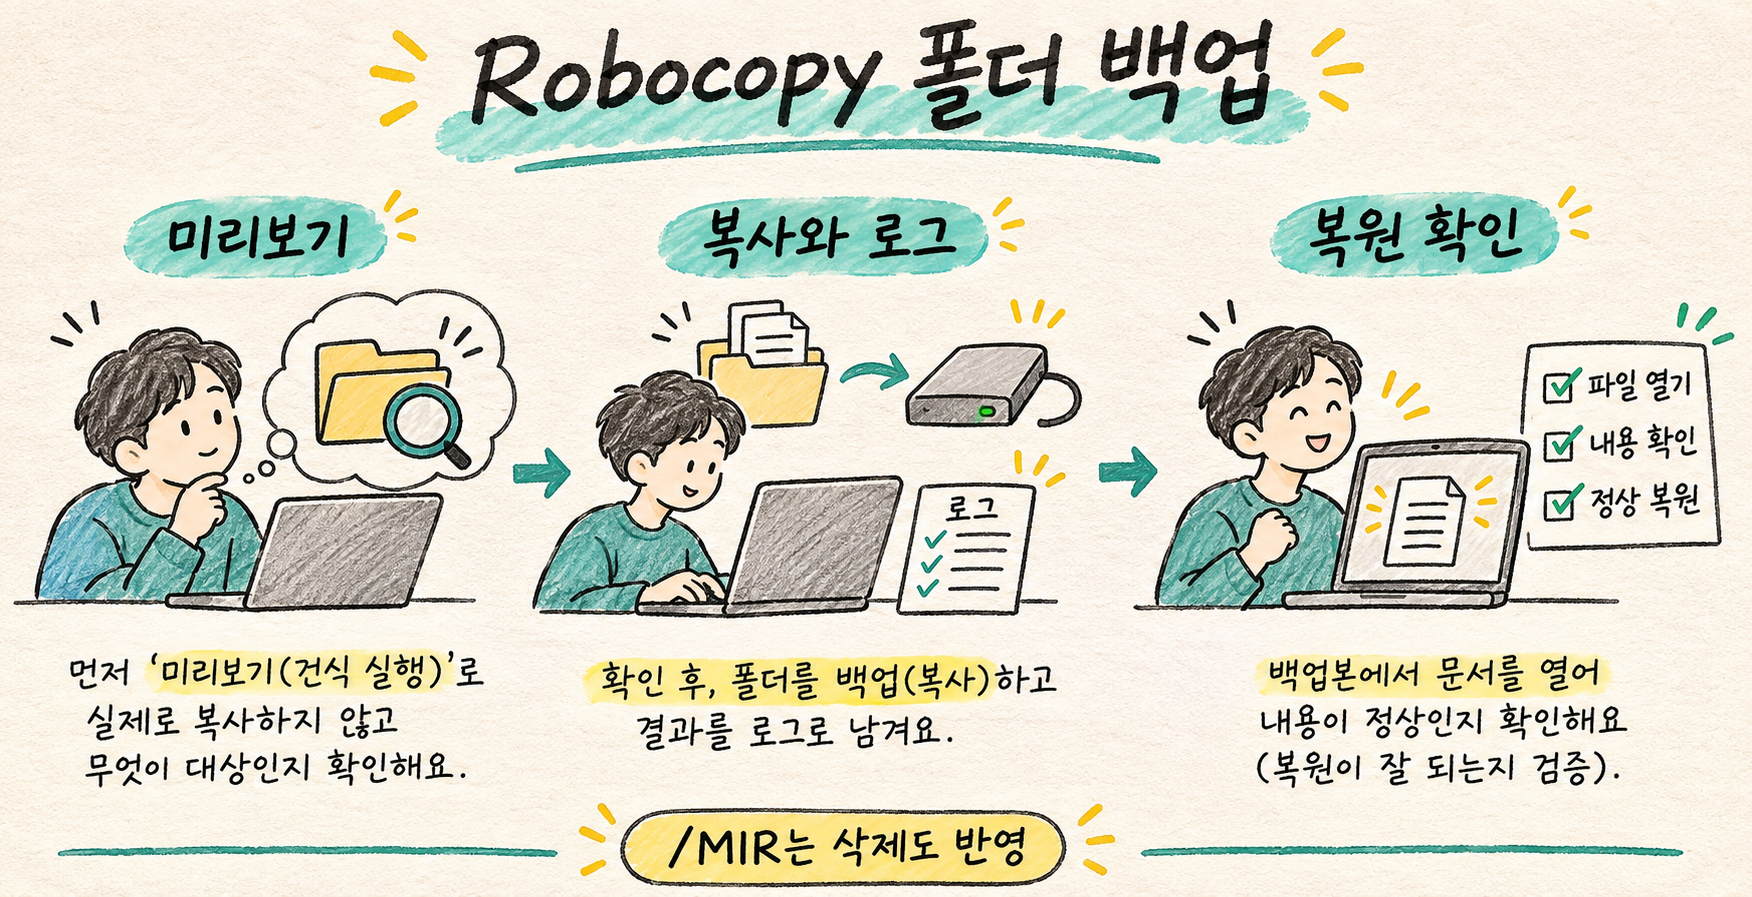 Robocopy 폴더 백업
미리보기
복사와 로그
복원 확인
로그
파일 열기
내용 확인
정상 복원
먼저 ‘미리보기(건식 실행)’로
실제로 복사하지 않고
무엇이 대상인지 확인해요.
확인 후, 폴더를 백업(복사)하고
결과를 로그로 남겨요.
백업본에서 문서를 열어
내용이 정상인지 확인해요
(복원이 잘 되는지 검증).
/MIR는 삭제도 반영